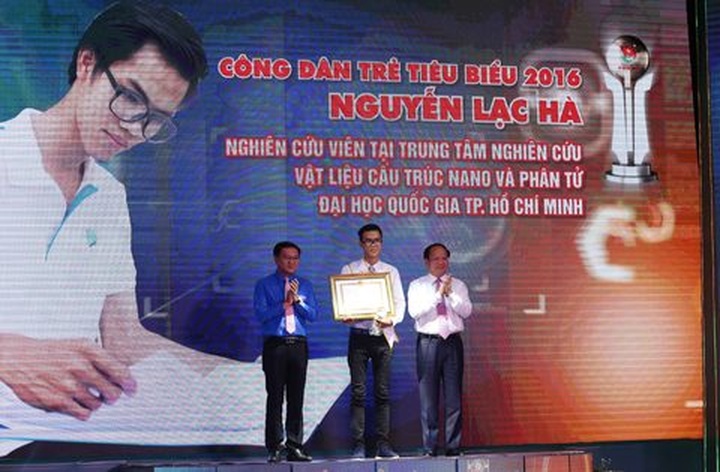 CÔNG DÂN TRẺ TIÊU BIỂU 2016
NGUYỄN LẠC HÀ
NGHIÊN CỨU VIÊN TẠI TRUNG TÂM NGHIÊN CỨU
VẬT LIỆU CẤU TRÚC NANO VÀ PHÂN TỬ
ĐẠI HỌC QUỐC GIA TP. HỒ CHÍ MINH